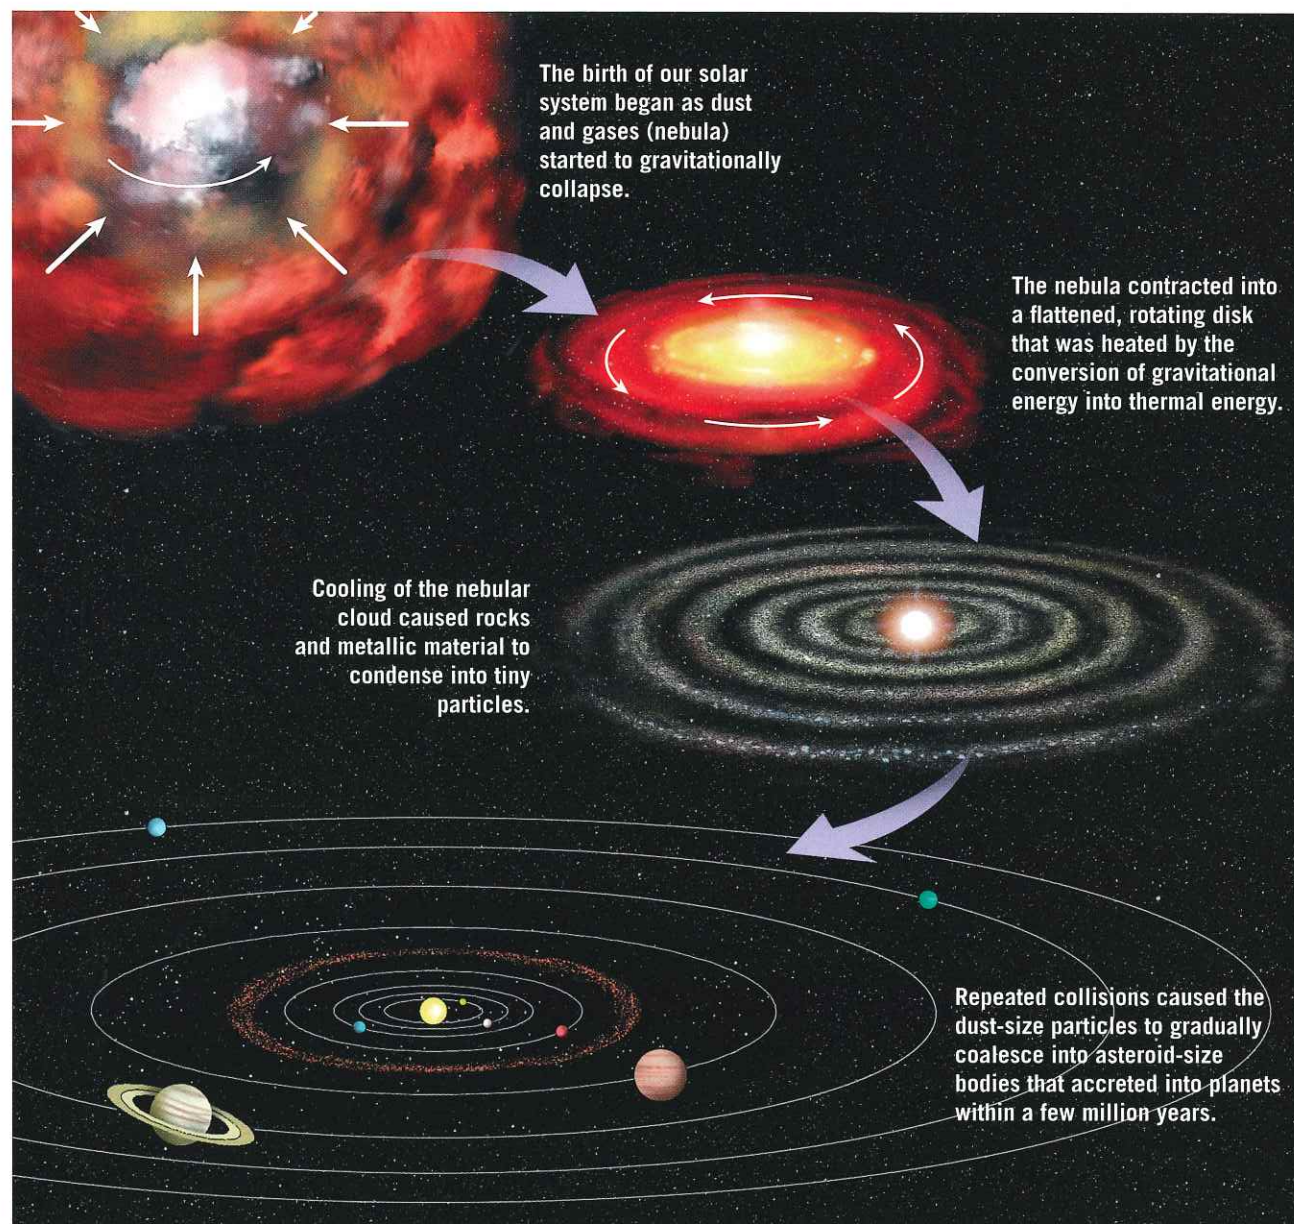 The birth of our solar
system began as dust
and gases (nebula)
started to gravitationally
collapse.
The nebula contracted into
a flattened, rotating disk
that was heated by the
conversion of gravitational
energy into thermal energy.
Cooling of the nebular
cloud caused rocks
and metallic material to
condense into tiny
particles.
Repeated collisions caused the
dust-size particles to gradually
coalesce into asteroid-size
bodies that accreted into planets
within a few million years.